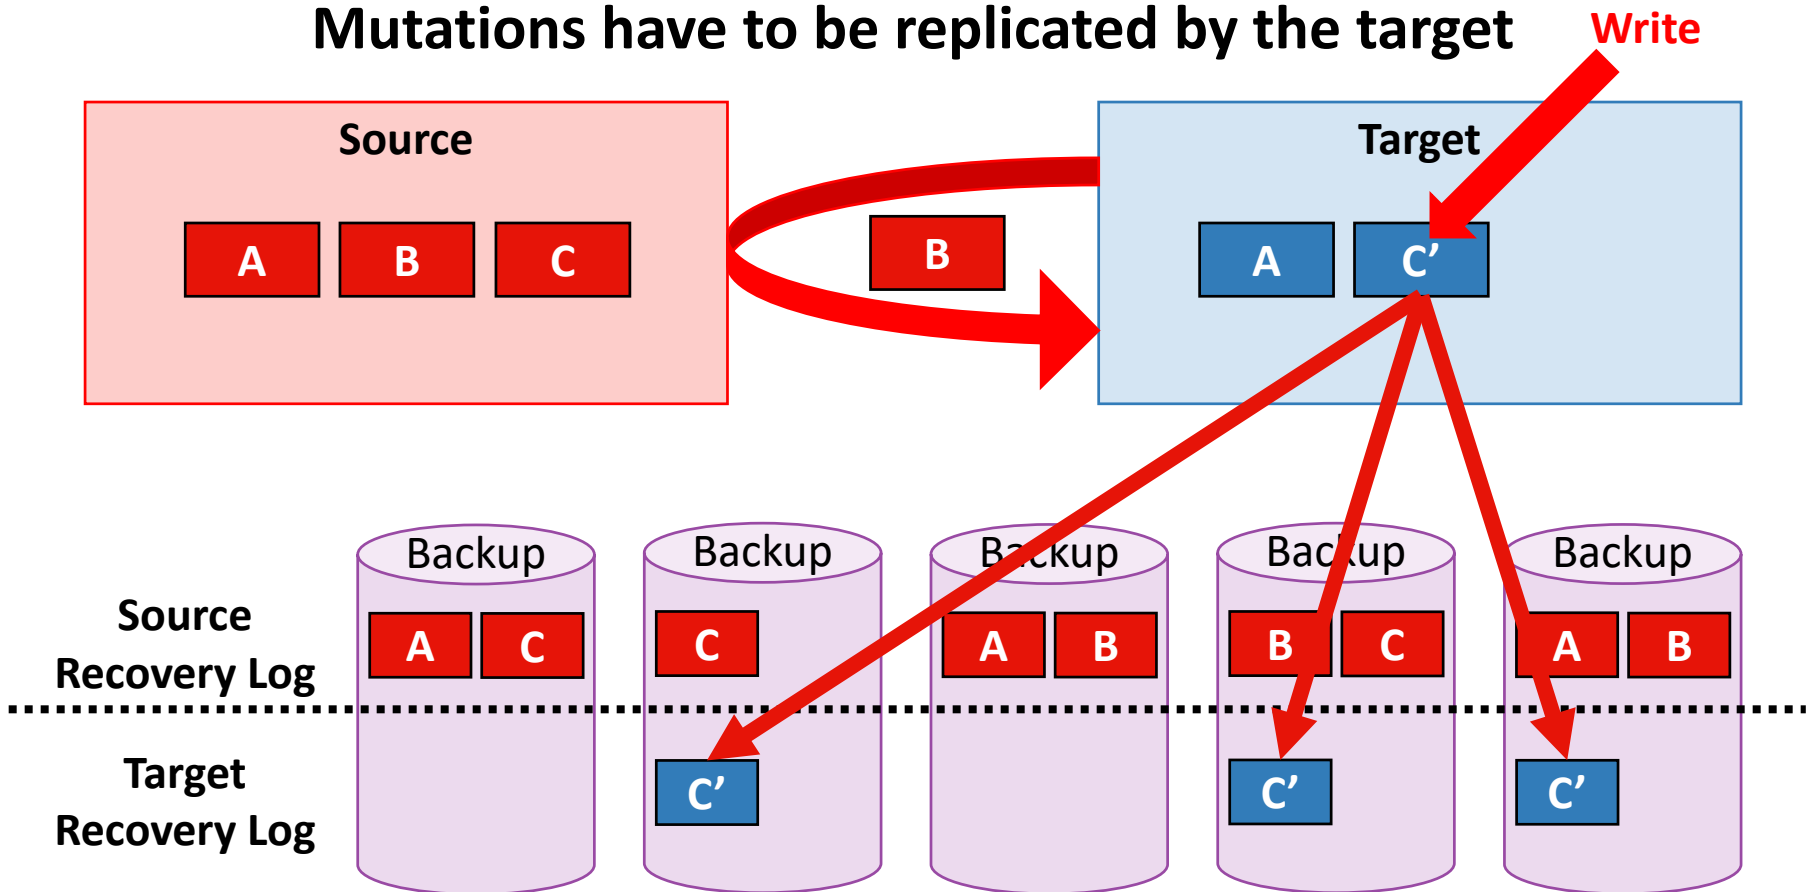 Mutations have to be replicated by the target
Write
Source
Target
A B C
B
A C’
Backup Backup Backup Backup Backup
Source
Recovery Log
A C C A B B C A B
Target
Recovery Log
C’ C’ C’